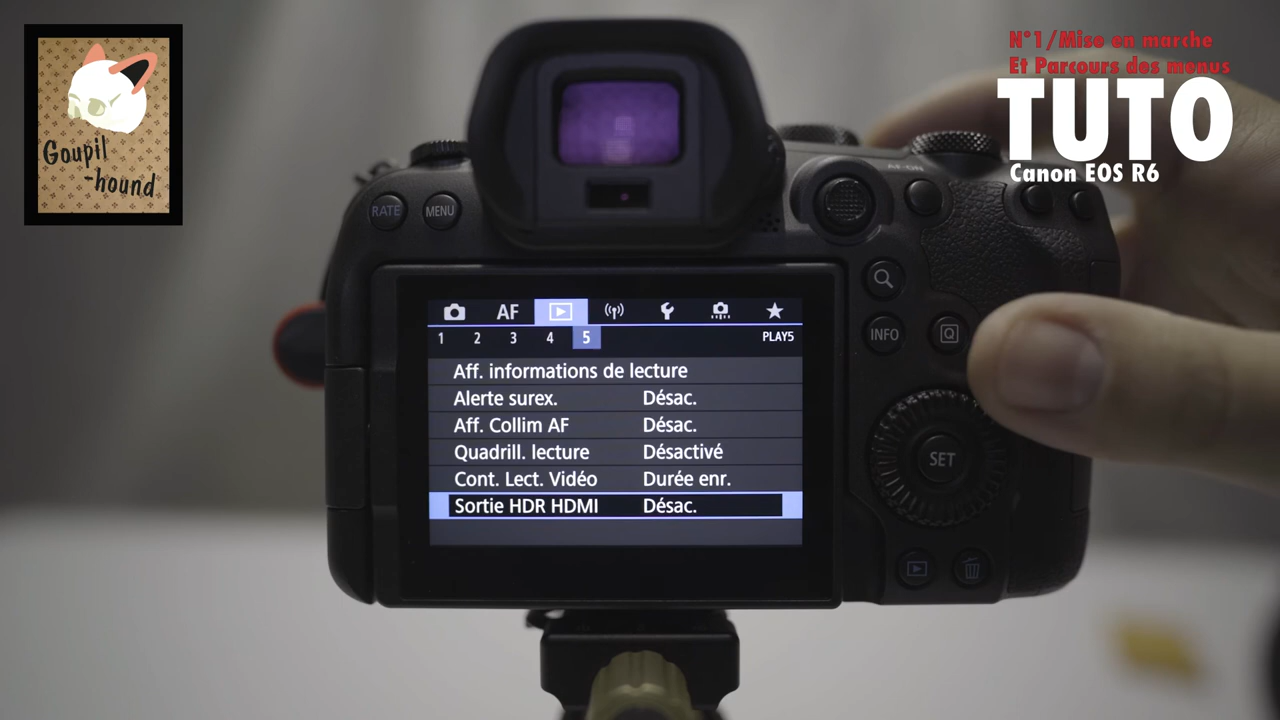 N°1/Mise en marche
Et Parcours des menus
TUTO
Canon EOS R6
Goupil
-hound
RATE
MENU
AF-ON
INFO
Q
SET
AF
1 2 3 4 5 PLAY5
Aff. informations de lecture
Alerte surex. Désac.
Aff. Collim AF Désac.
Quadrill. lecture Désactivé
Cont. Lect. Vidéo Durée enr.
Sortie HDR HDMI Désac.